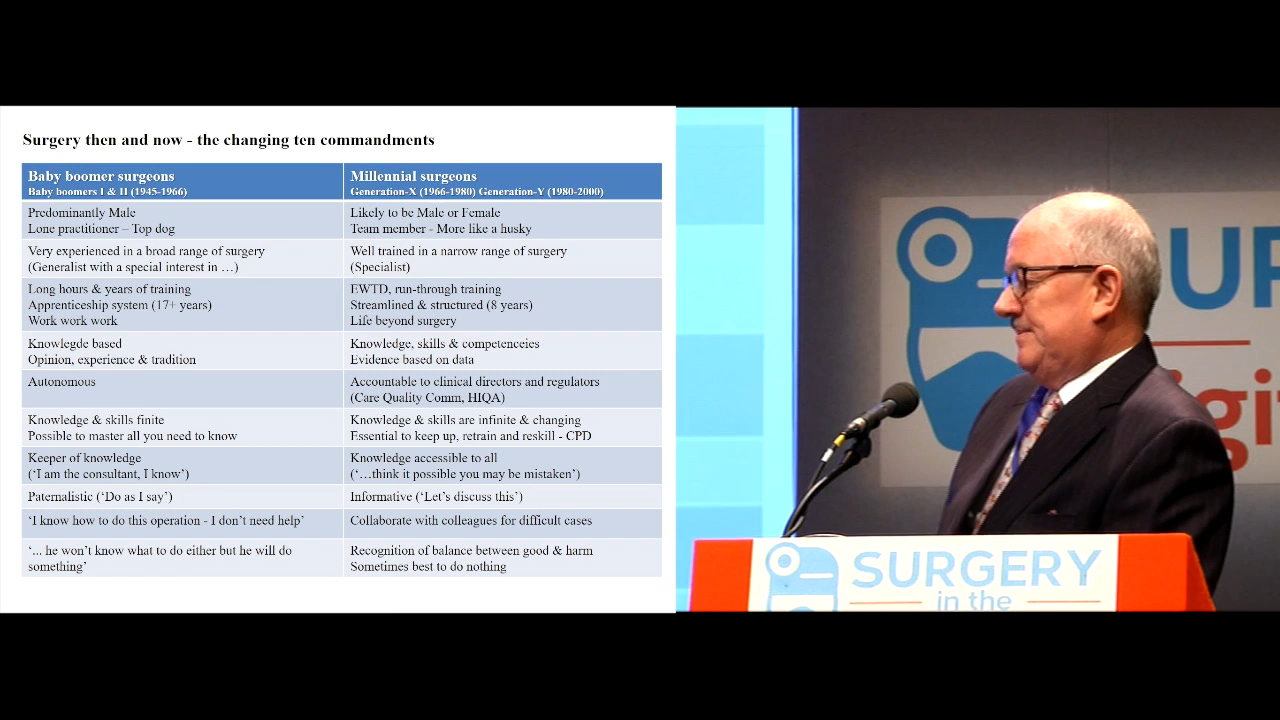 Surgery then and now - the changing ten commandments
Baby boomer surgeons
Baby boomers I & II (1945-1966)
Millennial surgeons
Generation-X (1966-1980) Generation-Y (1980-2000)
Predominantly Male
Lone practitioner – Top dog
Likely to be Male or Female
Team member - More like a husky
Very experienced in a broad range of surgery
(Generalist with a special interest in …)
Well trained in a narrow range of surgery
(Specialist)
Long hours & years of training
Apprenticeship system (17+ years)
Work work work
EWTD, run-through training
Streamlined & structured (8 years)
Life beyond surgery
Knowlegde based
Opinion, experience & tradition
Knowledge, skills & competenceies
Evidence based on data
Autonomous
Accountable to clinical directors and regulators
(Care Quality Comm, HIQA)
Knowledge & skills finite
Possible to master all you need to know
Knowledge & skills are infinite & changing
Essential to keep up, retrain and reskill - CPD
Keeper of knowledge
(‘I am the consultant, I know’)
Knowledge accessible to all
(‘…think it possible you may be mistaken’)
Paternalistic (‘Do as I say’)
Informative (‘Let’s discuss this’)
‘I know how to do this operation - I don’t need help’
Collaborate with colleagues for difficult cases
‘... he won’t know what to do either but he will do
something’
Recognition of balance between good & harm
Sometimes best to do nothing
SUR
igi
SURGERY
in the